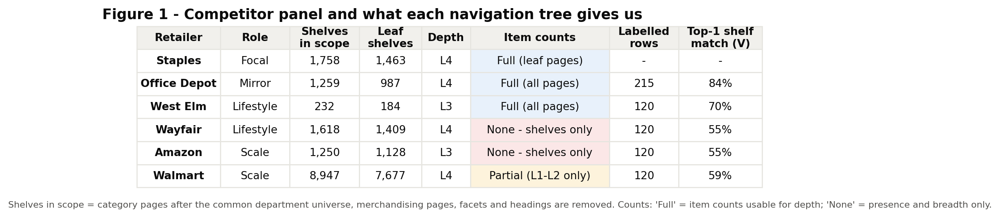 Figure 1 - Competitor panel and what each navigation tree gives us
Retailer Role Shelves in scope Leaf shelves Depth Item counts Labelled rows Top-1 shelf match (V)
Staples Focal 1,758 1,463 L4 Full (leaf pages) - -
Office Depot Mirror 1,259 987 L4 Full (all pages) 215 84%
West Elm Lifestyle 232 184 L3 Full (all pages) 120 70%
Wayfair Lifestyle 1,618 1,409 L4 None - shelves only 120 55%
Amazon Scale 1,250 1,128 L3 None - shelves only 120 55%
Walmart Scale 8,947 7,677 L4 Partial (L1-L2 only) 120 59%
Shelves in scope = category pages after the common department universe, merchandising pages, facets and headings are removed. Counts: 'Full' = item counts usable for depth; 'None' = presence and breadth only.